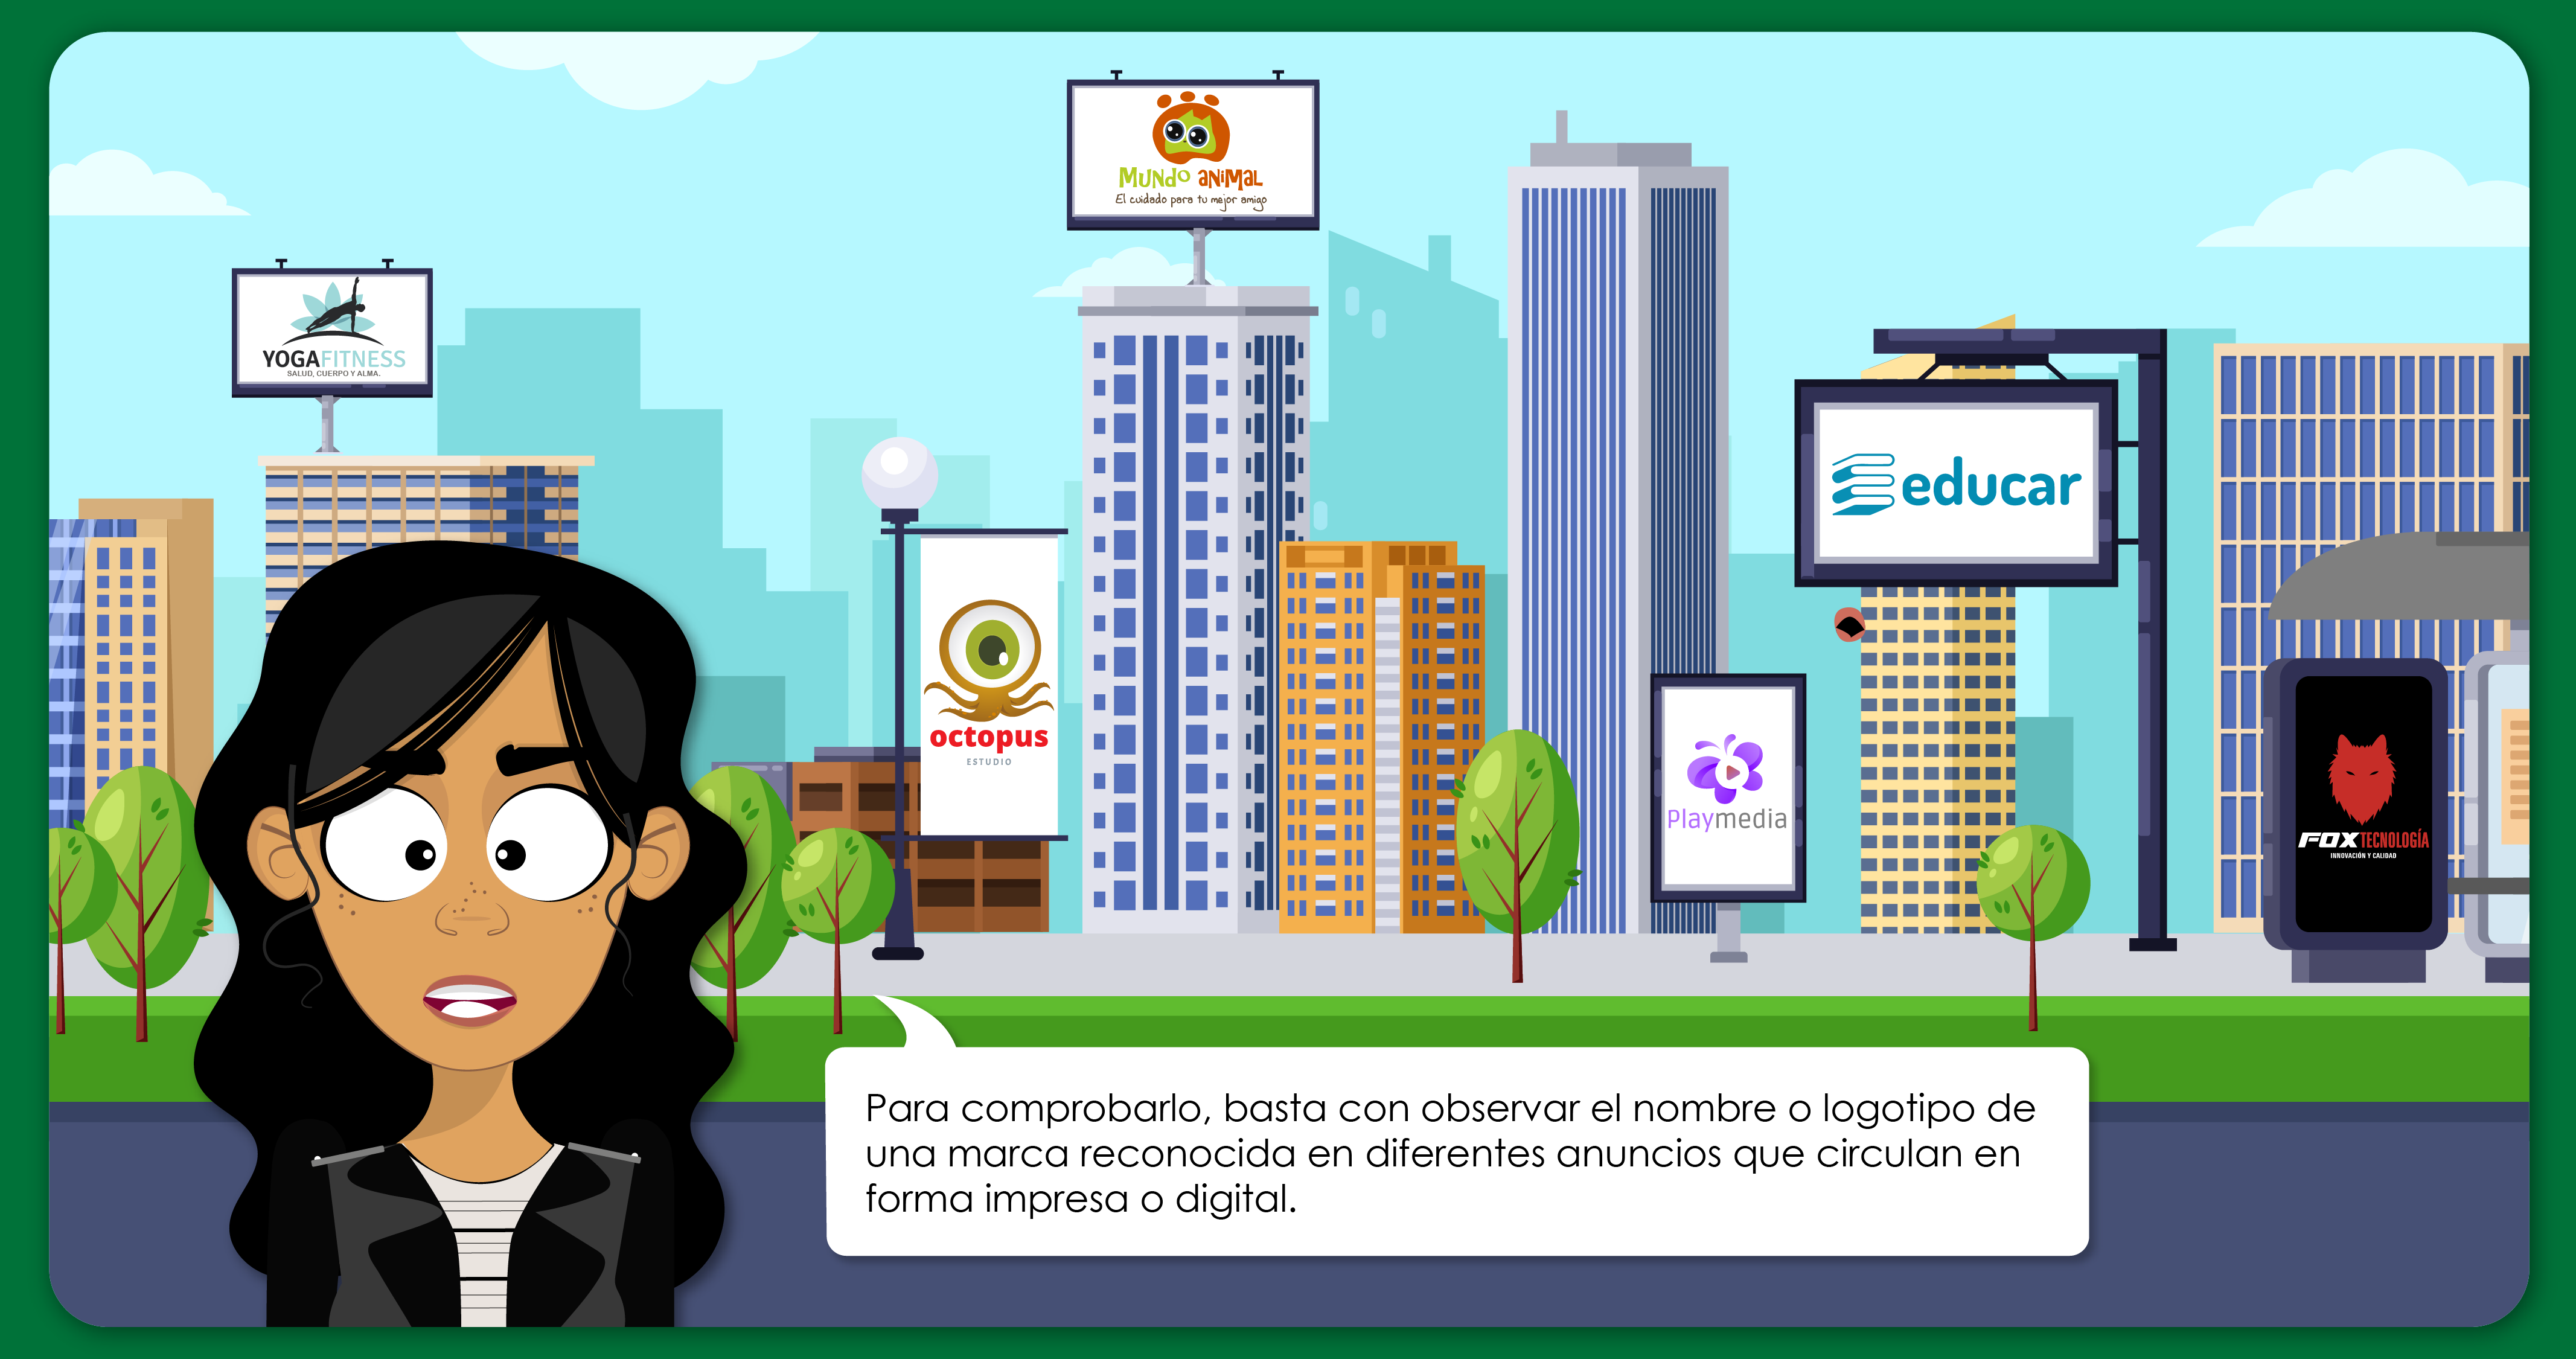 MUNDO ANIMAL
El cuidado para tu mejor amigo
YOGAFITNESS
SALUD, CUERPO Y ALMA.
educar
octopus
ESTUDIO
Playmedia
FOX TECNOLOGÍA
INNOVACIÓN Y CALIDAD
Para comprobarlo, basta con observar el nombre o logotipo de
una marca reconocida en diferentes anuncios que circulan en
forma impresa o digital.